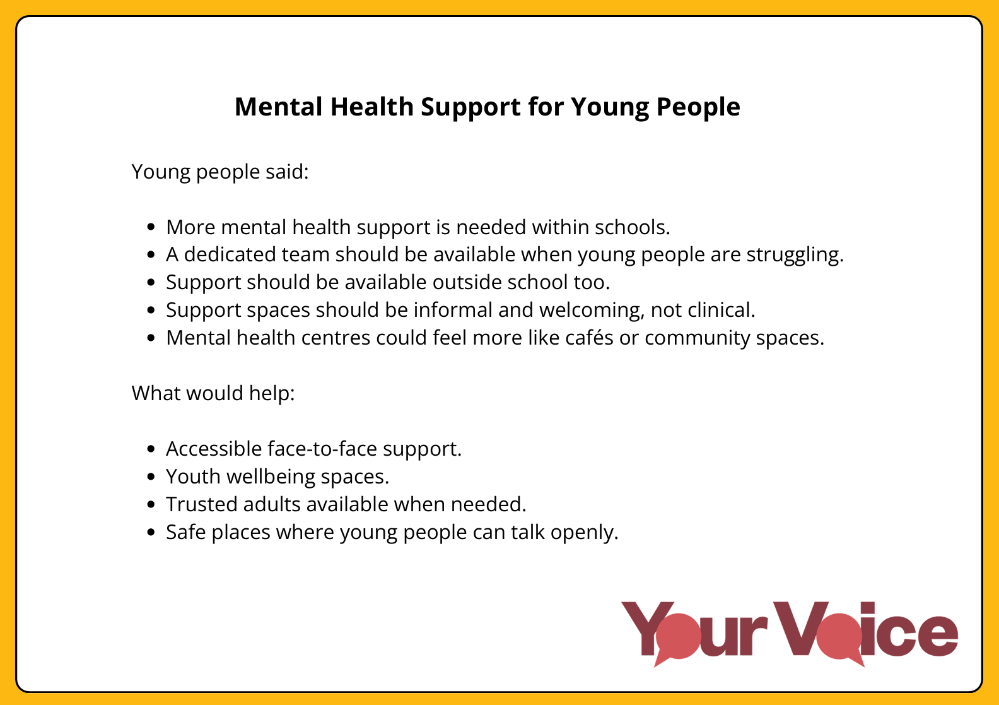 Mental Health Support for Young People
Young people said:
• More mental health support is needed within schools.
• A dedicated team should be available when young people are struggling.
• Support should be available outside school too.
• Support spaces should be informal and welcoming, not clinical.
• Mental health centres could feel more like cafés or community spaces.
What would help:
• Accessible face-to-face support.
• Youth wellbeing spaces.
• Trusted adults available when needed.
• Safe places where young people can talk openly.
Your Voice